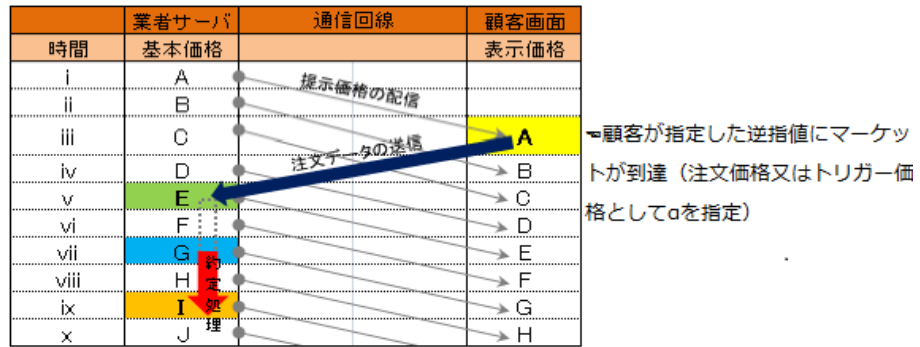 業者サーバ 通信回線 顧客画面
時間 基本価格 表示価格
i A
提示価格の配信
ii B
iii C A
注文データの送信
iv D B
v E C
vi F D
vii G E
viii H F
ix I G
x J H
約定処理
☜顧客が指定した逆指値にマーケッ
トが到達(注文価格又はトリガー価
格としてαを指定)